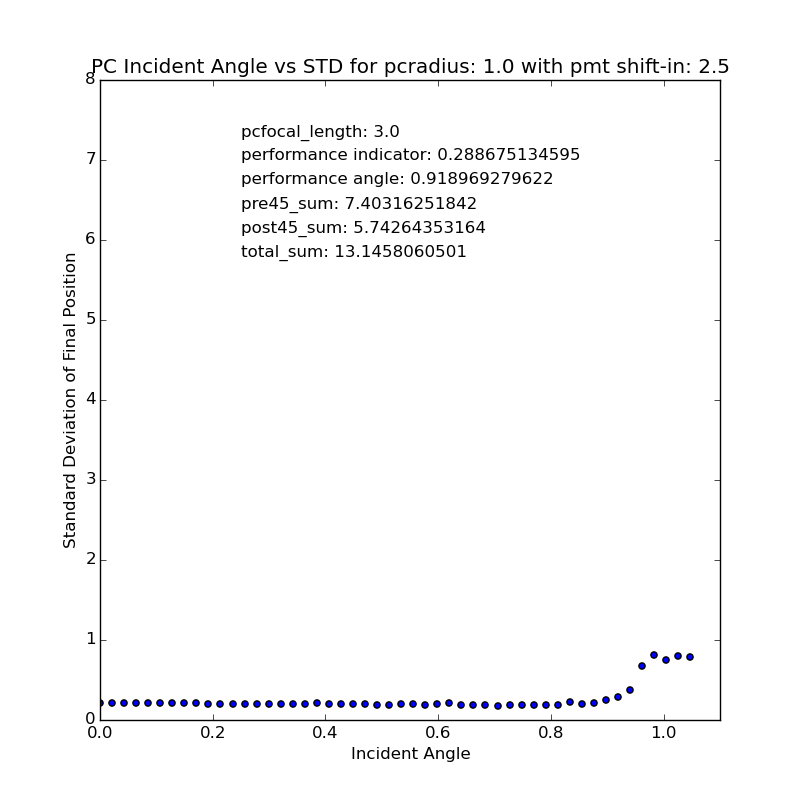 PC Incident Angle vs STD for pcradius: 1.0 with pmt shift-in: 2.5
8
pcfocal_length: 3.0
7
performance indicator: 0.288675134595
performance angle: 0.918969279622
pre45_sum: 7.40316251842
6
post45_sum: 5.74264353164
total_sum: 13.1458060501
5
Standard Deviation of Final Position
4
3
2
1
0
0.0 0.2 0.4 0.6 0.8 1.0
Incident Angle